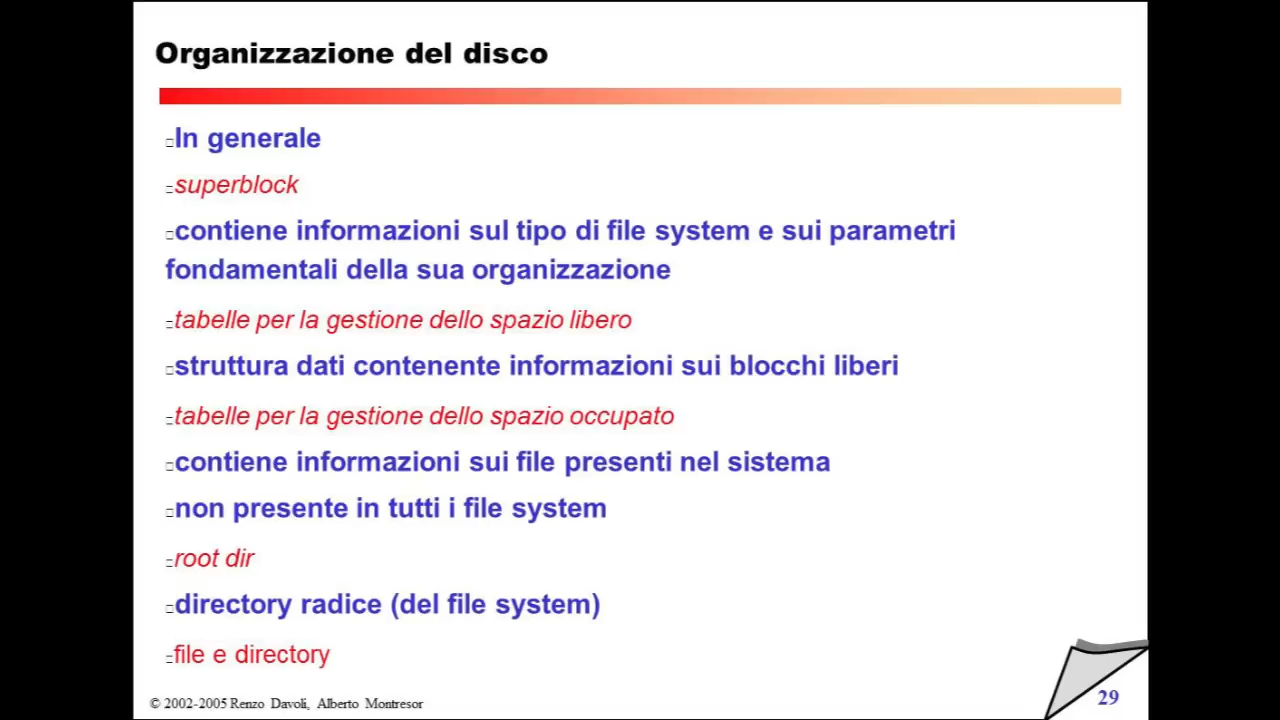 Organizzazione del disco
In generale
superblock
contiene informazioni sul tipo di file system e sui parametri
fondamentali della sua organizzazione
tabelle per la gestione dello spazio libero
struttura dati contenente informazioni sui blocchi liberi
tabelle per la gestione dello spazio occupato
contiene informazioni sui file presenti nel sistema
non presente in tutti i file system
root dir
directory radice (del file system)
file e directory
© 2002-2005 Renzo Davoli, Alberto Montresor
29